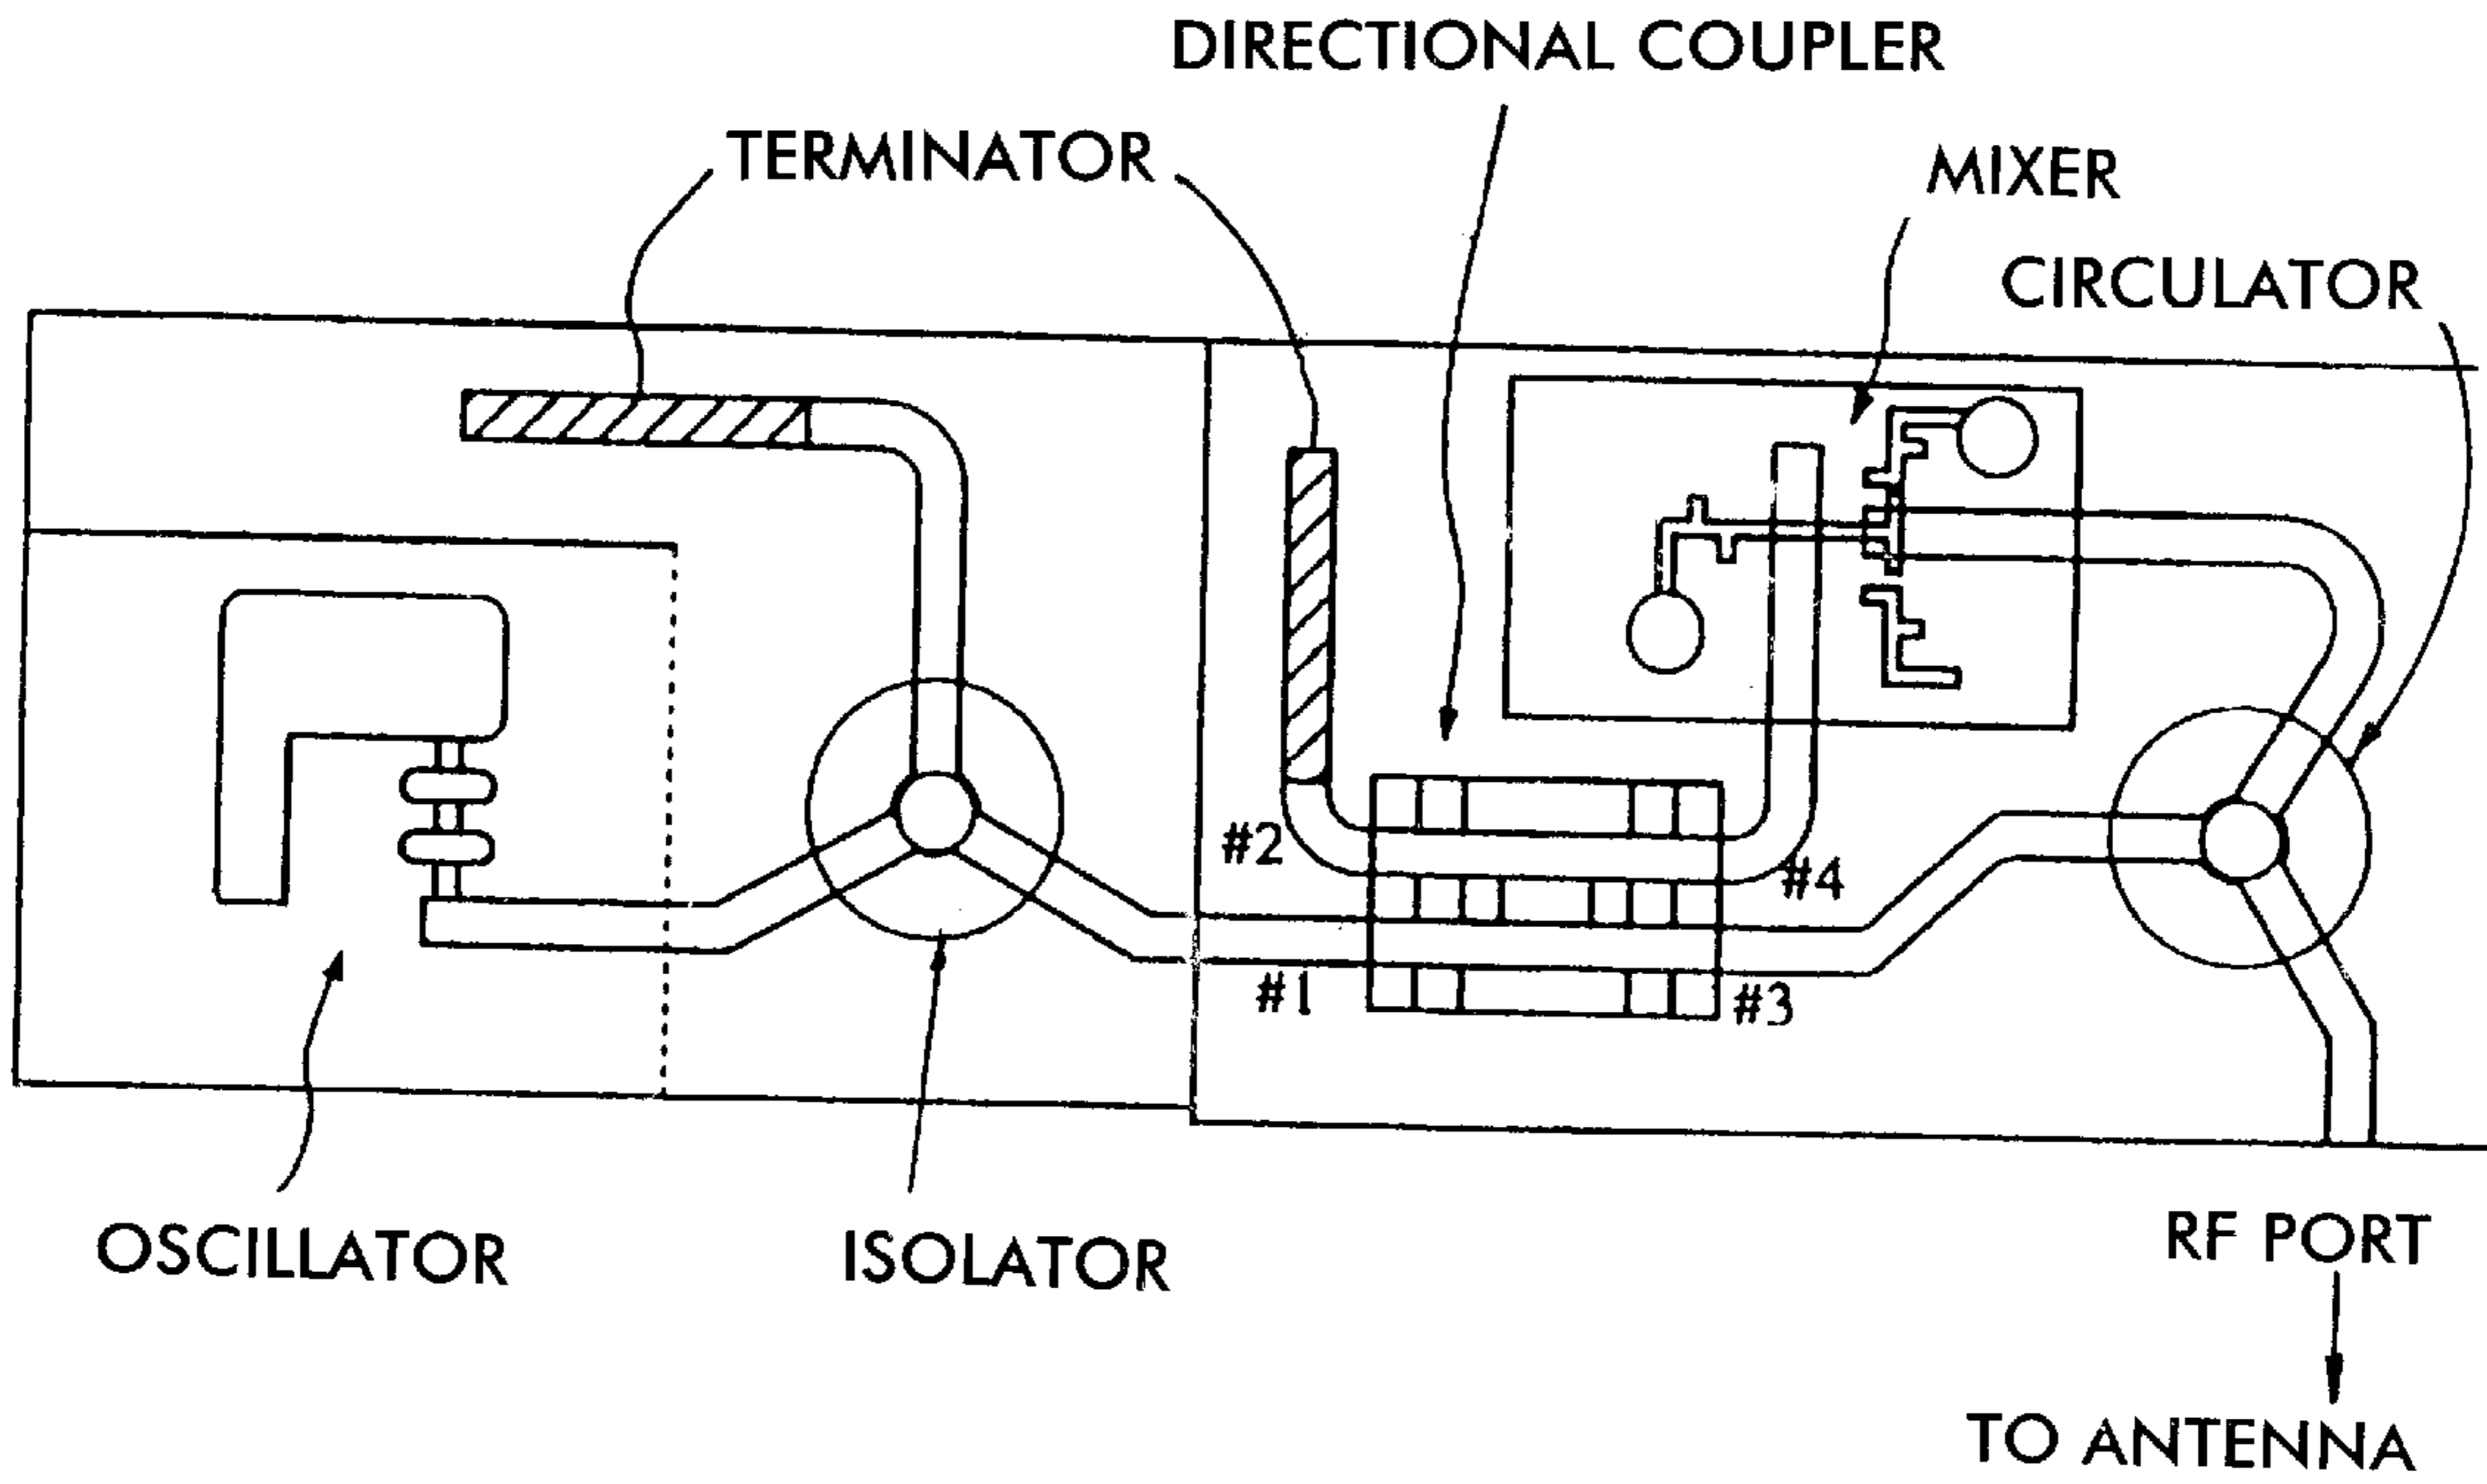 DIRECTIONAL COUPLER
TERMINATOR
MIXER
CIRCULATOR
#2
#4
#1
#3
OSCILLATOR
ISOLATOR
RF PORT
TO ANTENNA